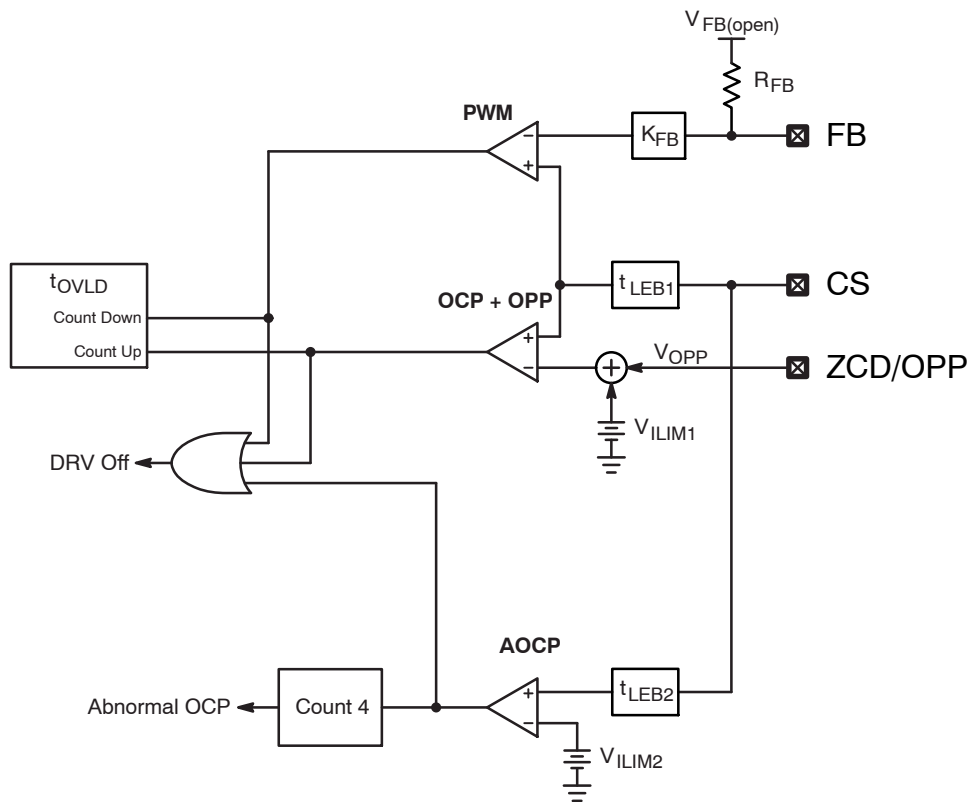 VFB(open)
RFB
PWM
KFB
FB
−
+
tOVLD
Count Down
Count Up
OCP + OPP
tLEB1
CS
+
−
VOPP
+
ZCD/OPP
VILIM1
DRV Off
AOCP
Abnormal OCP
Count 4
+
−
tLEB2
VILIM2